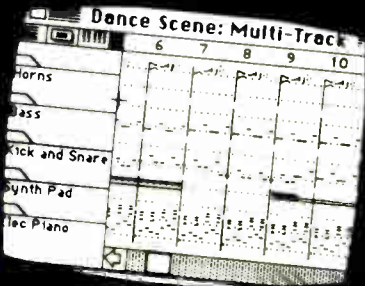 Dance Scene: Multi-Track
6 7 8 9 10
Horns
Bass
Kick and Snare
Synth Pad
Elec Piano